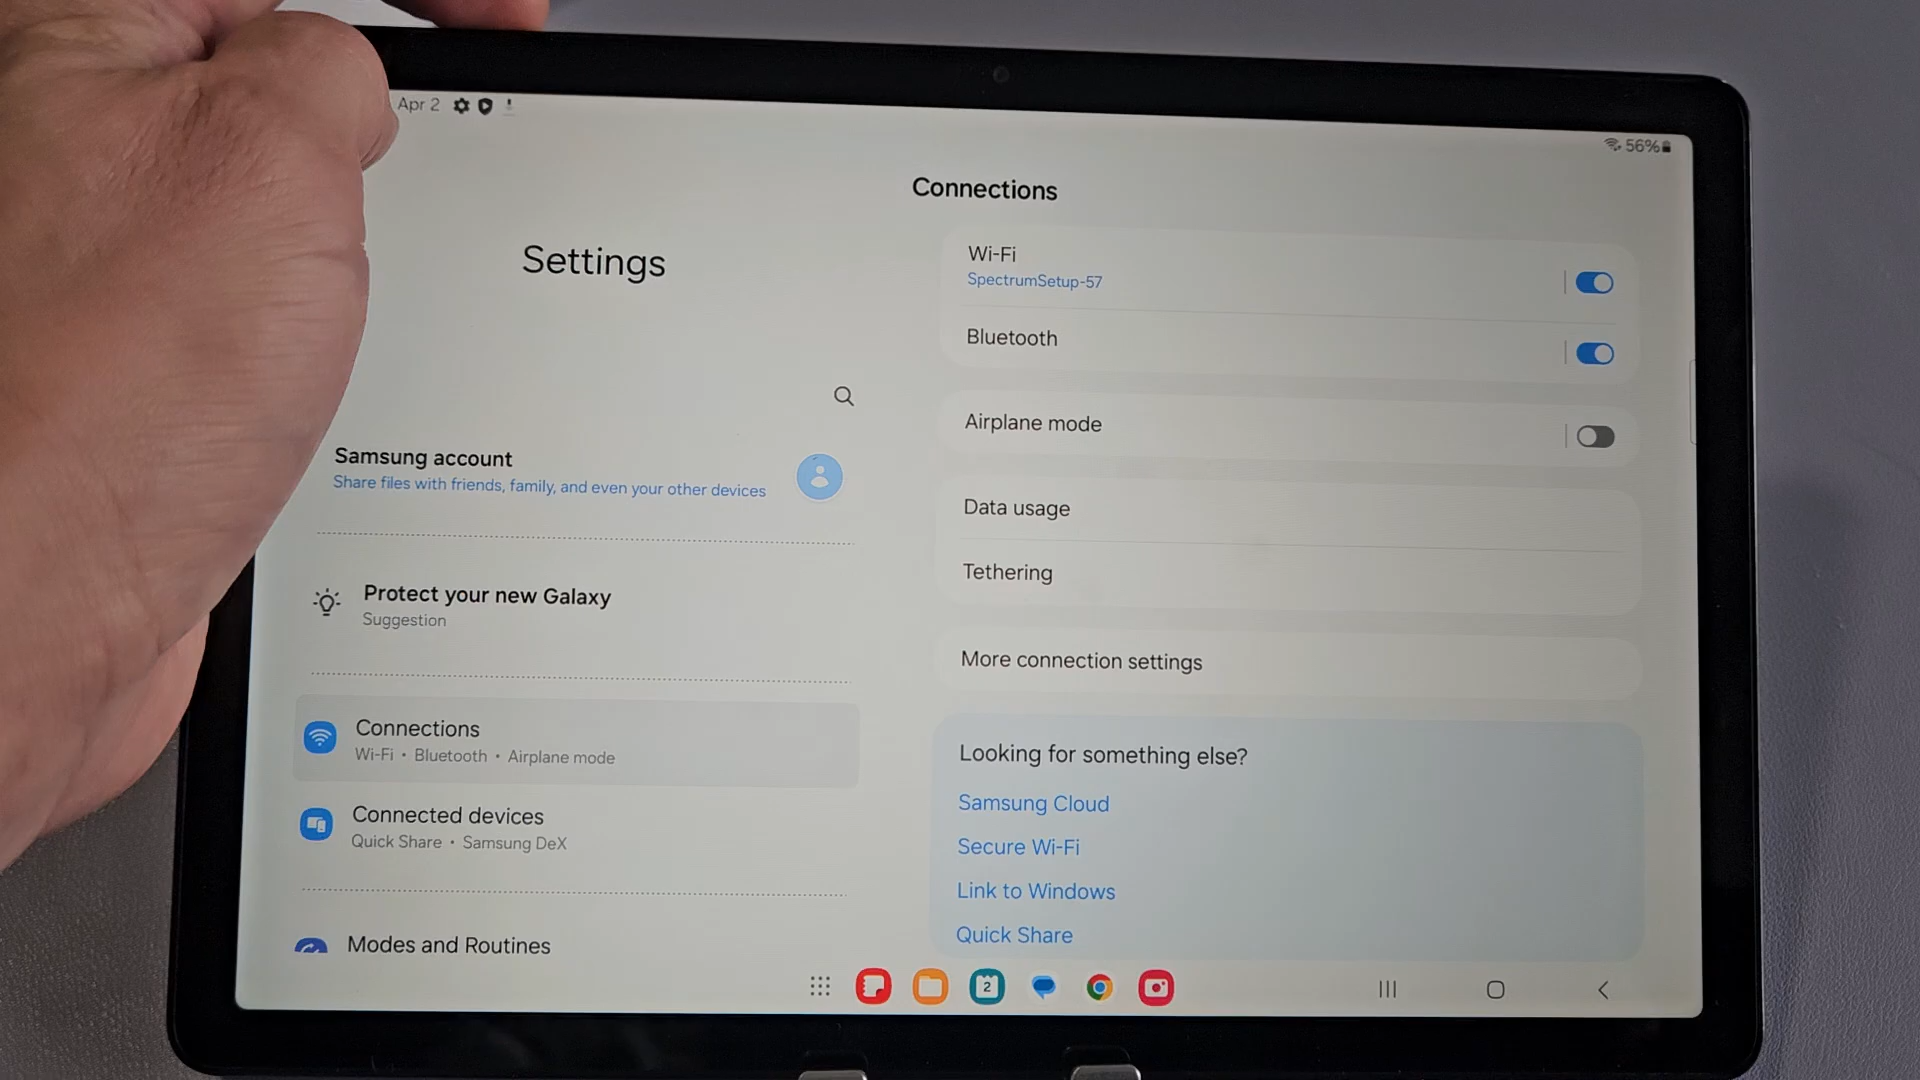 Apr 2
56%
Settings
Samsung account
Share files with friends, family, and even your other devices
Protect your new Galaxy
Suggestion
Connections
Wi-Fi • Bluetooth • Airplane mode
Connected devices
Quick Share • Samsung DeX
Modes and Routines
Connections
Wi-Fi
SpectrumSetup-57
Bluetooth
Airplane mode
Data usage
Tethering
More connection settings
Looking for something else?
Samsung Cloud
Secure Wi-Fi
Link to Windows
Quick Share
2